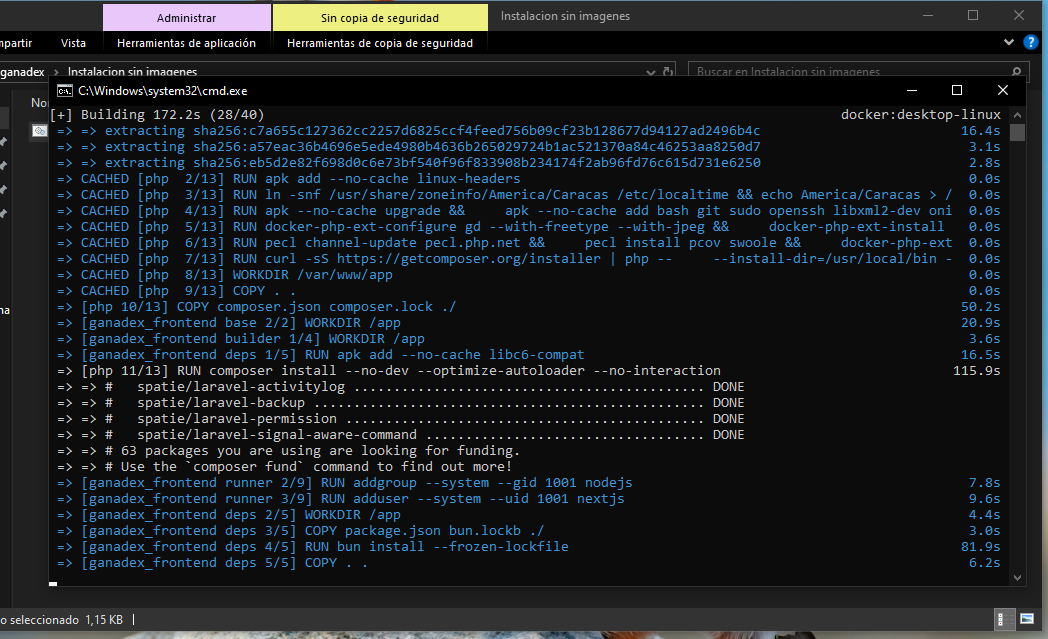 Administrar
Sin copia de seguridad
Instalacion sin imagenes
mpartir
Vista
Herramientas de aplicación
Herramientas de copia de seguridad
?
ganadex > Instalacion sin imagenes
Buscar en Instalacion sin imagenes
No
C:\Windows\system32\cmd.exe
[+] Building 172.2s (28/40) docker:desktop-linux
=> => extracting sha256:c7a655c127362cc2257d6825ccf4feed756b09cf23b128677d94127ad2496b4c 16.4s
=> => extracting sha256:a57eac36b4696e5ede4980b4636b265029724b1ac521370a84c46253aa8250d7 3.1s
=> => extracting sha256:eb5d2e82f698d0c6e73bf540f96f833908b234174f2ab96fd76c615d731e6250 2.8s
=> CACHED [php  2/13] RUN apk add --no-cache linux-headers 0.0s
=> CACHED [php  3/13] RUN ln -snf /usr/share/zoneinfo/America/Caracas /etc/localtime && echo America/Caracas > / 0.0s
=> CACHED [php  4/13] RUN apk --no-cache upgrade &&     apk --no-cache add bash git sudo openssh libxml2-dev oni 0.0s
=> CACHED [php  5/13] RUN docker-php-ext-configure gd --with-freetype --with-jpeg &&     docker-php-ext-install 0.0s
=> CACHED [php  6/13] RUN pecl channel-update pecl.php.net &&     pecl install pcov swoole &&     docker-php-ext 0.0s
=> CACHED [php  7/13] RUN curl -sS https://getcomposer.org/installer | php --     --install-dir=/usr/local/bin - 0.0s
=> CACHED [php  8/13] WORKDIR /var/www/app 0.0s
=> CACHED [php  9/13] COPY . . 0.0s
=> [php 10/13] COPY composer.json composer.lock ./ 50.2s
=> [ganadex_frontend base 2/2] WORKDIR /app 20.9s
=> [ganadex_frontend builder 1/4] WORKDIR /app 3.6s
=> [ganadex_frontend deps 1/5] RUN apk add --no-cache libc6-compat 16.5s
=> [php 11/13] RUN composer install --no-dev --optimize-autoloader --no-interaction 115.9s
=> => #   spatie/laravel-activitylog ............................................ DONE
=> => #   spatie/laravel-backup ................................................. DONE
=> => #   spatie/laravel-permission ............................................. DONE
=> => #   spatie/laravel-signal-aware-command ................................... DONE
=> => # 63 packages you are using are looking for funding.
=> => # Use the `composer fund` command to find out more!
=> [ganadex_frontend runner 2/9] RUN addgroup --system --gid 1001 nodejs 7.8s
=> [ganadex_frontend runner 3/9] RUN adduser --system --uid 1001 nextjs 9.6s
=> [ganadex_frontend deps 2/5] WORKDIR /app 4.4s
=> [ganadex_frontend deps 3/5] COPY package.json bun.lockb ./ 3.0s
=> [ganadex_frontend deps 4/5] RUN bun install --frozen-lockfile 81.9s
=> [ganadex_frontend deps 5/5] COPY . . 6.2s
na
o seleccionado 1,15 KB